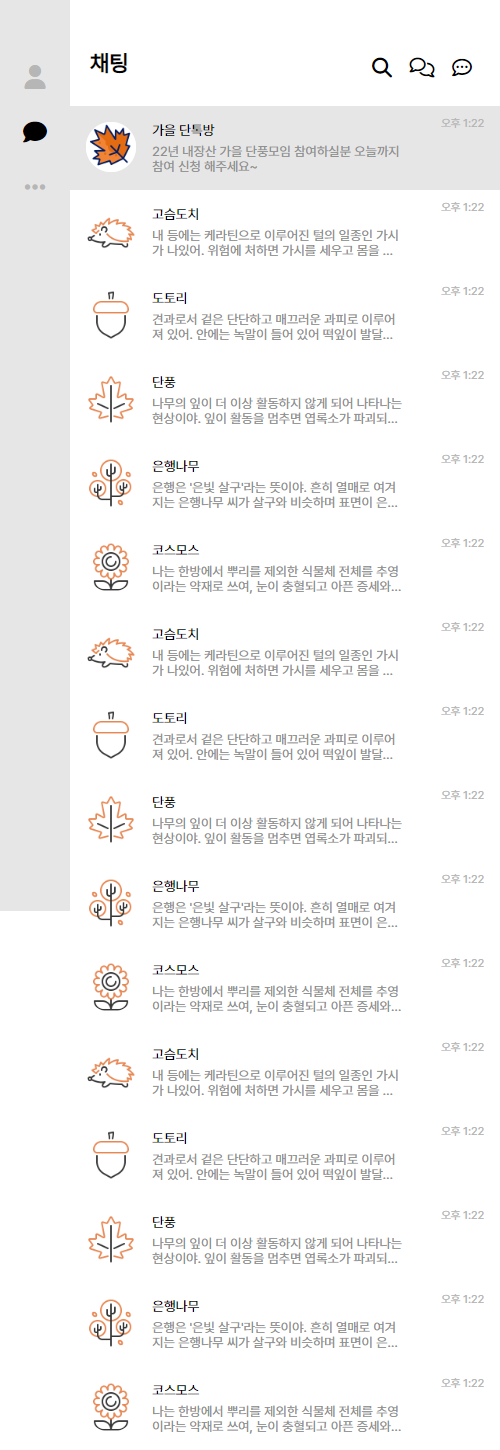 채팅
가을 단톡방
오후 1:22
22년 내장산 가을 단풍모임 참여하실분 오늘까지
참여 신청 해주세요~
고슴도치
오후 1:22
내 등에는 케라틴으로 이루어진 털의 일종인 가시
가 나있어. 위험에 처하면 가시를 세우고 몸을 ...
도토리
오후 1:22
견과로서 겉은 단단하고 매끄러운 과피로 이루어
져 있어. 안에는 녹말이 들어 있어 떡잎이 발달...
단풍
오후 1:22
나무의 잎이 더 이상 활동하지 않게 되어 나타나는
현상이야. 잎이 활동을 멈추면 엽록소가 파괴되...
은행나무
오후 1:22
은행은 '은빛 살구'라는 뜻이야. 흔히 열매로 여겨
지는 은행나무 씨가 살구와 비슷하며 표면이 은...
코스모스
오후 1:22
나는 한방에서 뿌리를 제외한 식물체 전체를 추영
이라는 약재로 쓰여, 눈이 충혈되고 아픈 증세와...
고슴도치
오후 1:22
내 등에는 케라틴으로 이루어진 털의 일종인 가시
가 나있어. 위험에 처하면 가시를 세우고 몸을 ...
도토리
오후 1:22
견과로서 겉은 단단하고 매끄러운 과피로 이루어
져 있어. 안에는 녹말이 들어 있어 떡잎이 발달...
단풍
오후 1:22
나무의 잎이 더 이상 활동하지 않게 되어 나타나는
현상이야. 잎이 활동을 멈추면 엽록소가 파괴되...
은행나무
오후 1:22
은행은 '은빛 살구'라는 뜻이야. 흔히 열매로 여겨
지는 은행나무 씨가 살구와 비슷하며 표면이 은...
코스모스
오후 1:22
나는 한방에서 뿌리를 제외한 식물체 전체를 추영
이라는 약재로 쓰여, 눈이 충혈되고 아픈 증세와...
고슴도치
오후 1:22
내 등에는 케라틴으로 이루어진 털의 일종인 가시
가 나있어. 위험에 처하면 가시를 세우고 몸을 ...
도토리
오후 1:22
견과로서 겉은 단단하고 매끄러운 과피로 이루어
져 있어. 안에는 녹말이 들어 있어 떡잎이 발달...
단풍
오후 1:22
나무의 잎이 더 이상 활동하지 않게 되어 나타나는
현상이야. 잎이 활동을 멈추면 엽록소가 파괴되...
은행나무
오후 1:22
은행은 '은빛 살구'라는 뜻이야. 흔히 열매로 여겨
지는 은행나무 씨가 살구와 비슷하며 표면이 은...
코스모스
오후 1:22
나는 한방에서 뿌리를 제외한 식물체 전체를 추영
이라는 약재로 쓰여, 눈이 충혈되고 아픈 증세와...